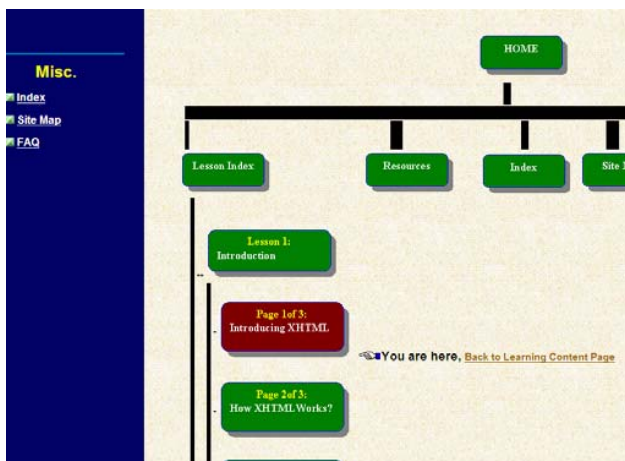 HOME
Misc.
Index
Site Map
FAQ
Lesson Index
Resources
Index
Site
Lesson 1:
Introduction
Page 1of 3:
Introducing XHTML
You are here, Back to Learning Content Page
Page 2of 3:
How XHTML Works?